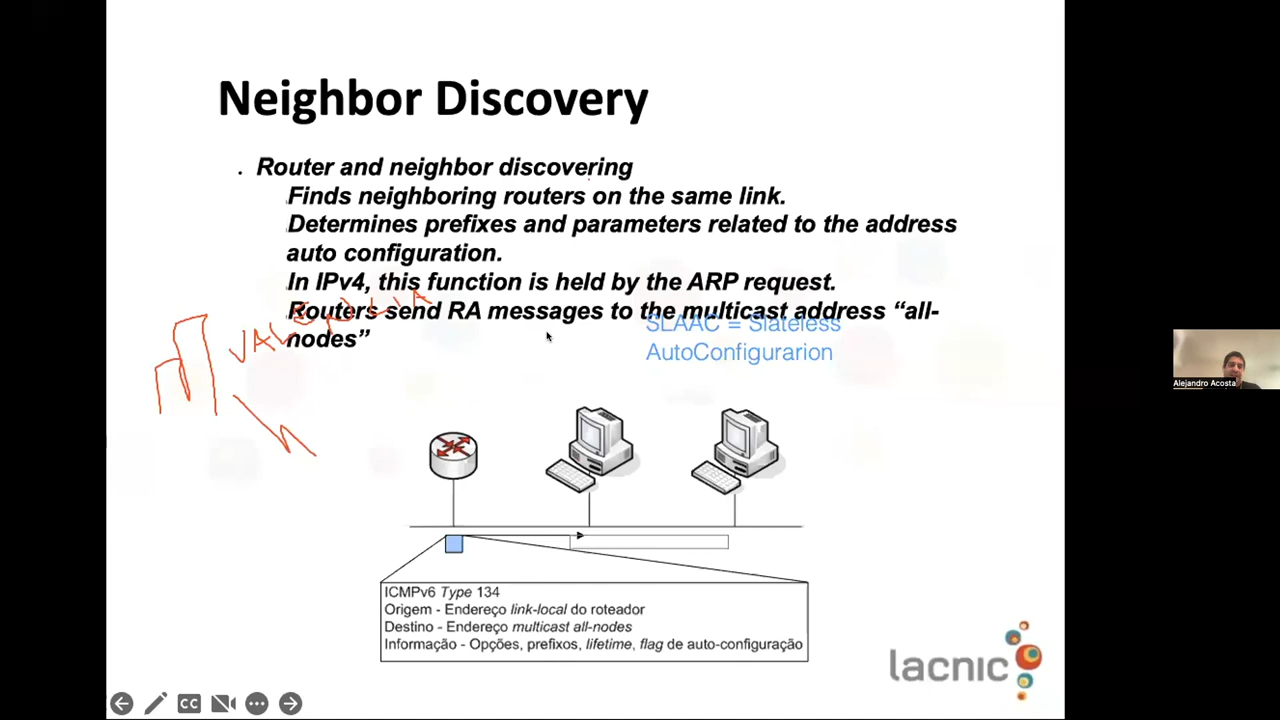 Neighbor Discovery
. Router and neighbor discovering
Finds neighboring routers on the same link.
Determines prefixes and parameters related to the address
auto configuration.
In IPv4, this function is held by the ARP request.
Routers send RA messages to the multicast address “all-
nodes”
VALENCIA
SLAAC = Slateless
AutoConfigurarion
Alejandro Acosta
ICMPv6 Type 134
Origem - Endereço link-local do roteador
Destino - Endereço multicast all-nodes
Informação - Opções, prefixos, lifetime, flag de auto-configuração
lacnic
CC